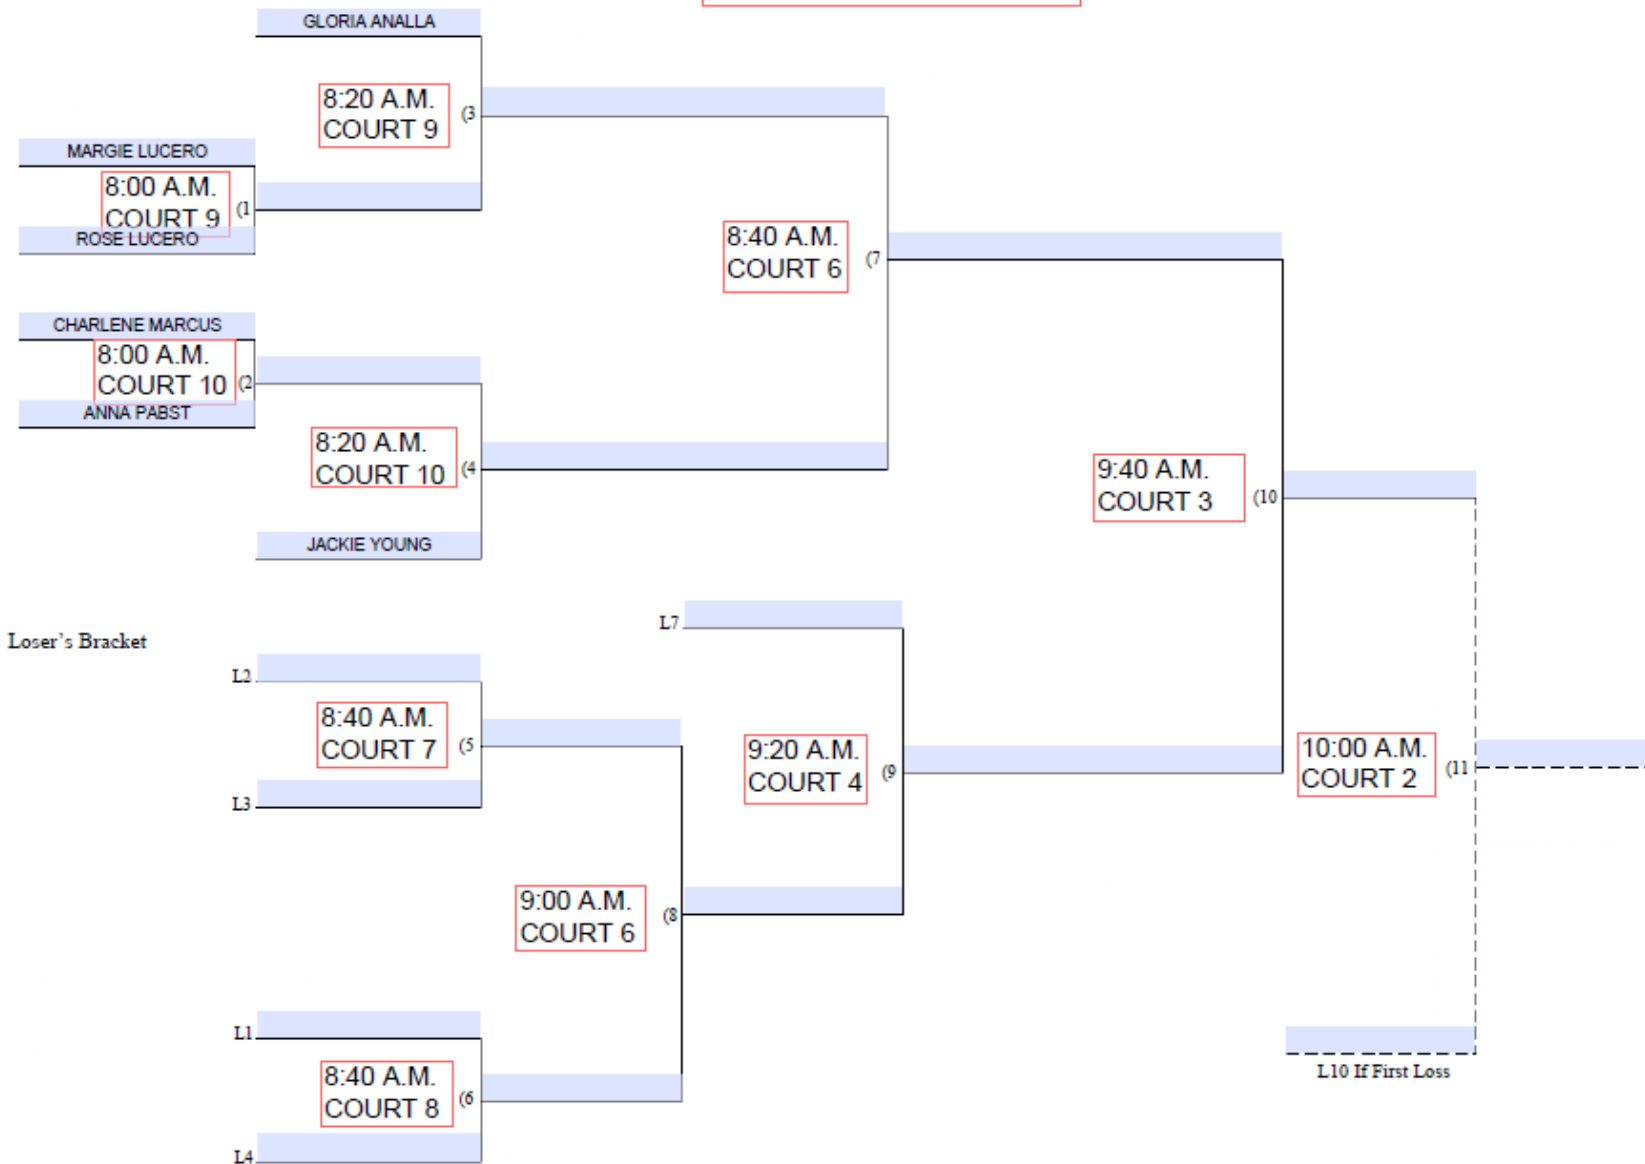 GLORIA ANALLA
8:20 A.M.
COURT 9
(3
MARGIE LUCERO
8:00 A.M.
COURT 9
(1
ROSE LUCERO
8:40 A.M.
COURT 6
(7
CHARLENE MARCUS
8:00 A.M.
COURT 10
(2
ANNA PABST
8:20 A.M.
COURT 10
(4
9:40 A.M.
COURT 3
(10
JACKIE YOUNG
L7
Loser's Bracket
L2
8:40 A.M.
COURT 7
(5
L3
9:20 A.M.
COURT 4
(9
10:00 A.M.
COURT 2
(11
9:00 A.M.
COURT 6
(8
L1
8:40 A.M.
COURT 8
(6
L4
L10 If First Loss